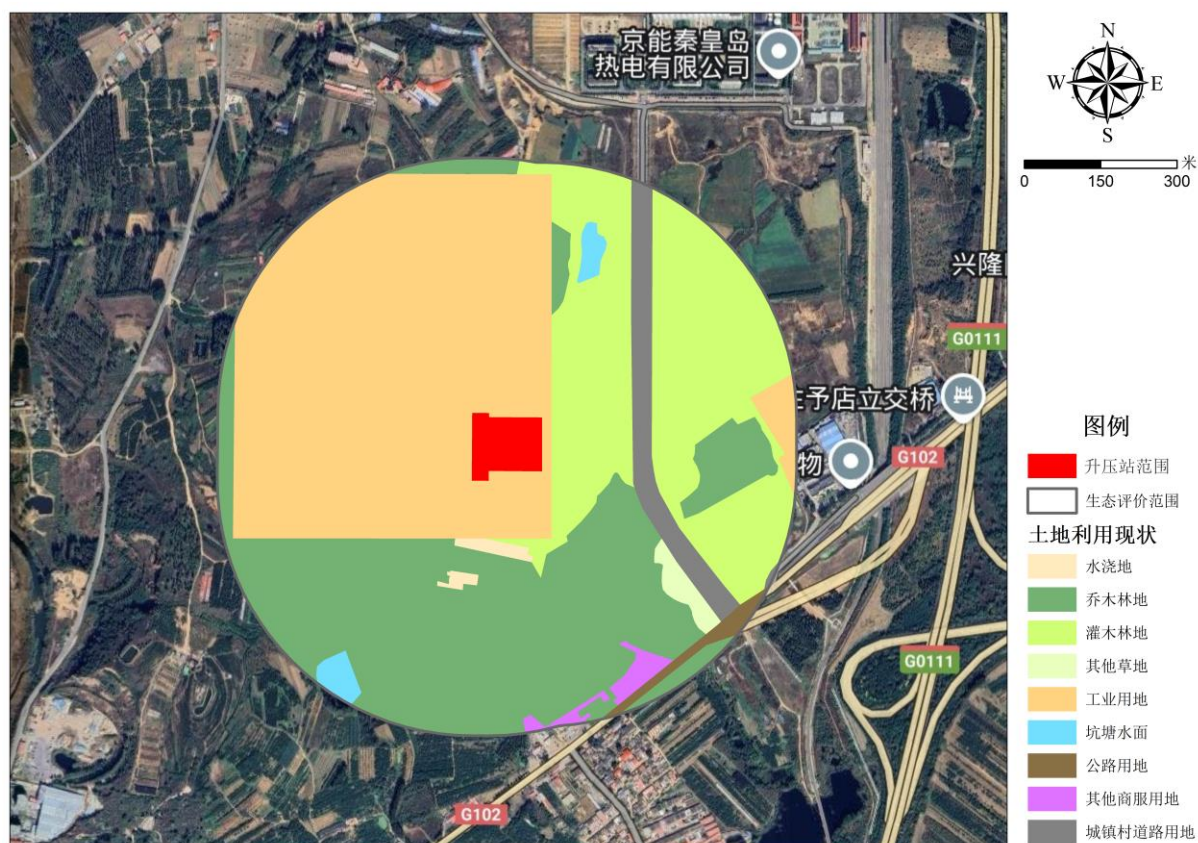 京能秦皇岛
热电有限公司
N
W
E
S
米
0 150 300
兴隆
G0111
主予店立交桥
物
G102
G0111
G102
图例
升压站范围
生态评价范围
土地利用现状
水浇地
乔木林地
灌木林地
其他草地
工业用地
坑塘水面
公路用地
其他商服用地
城镇村道路用地